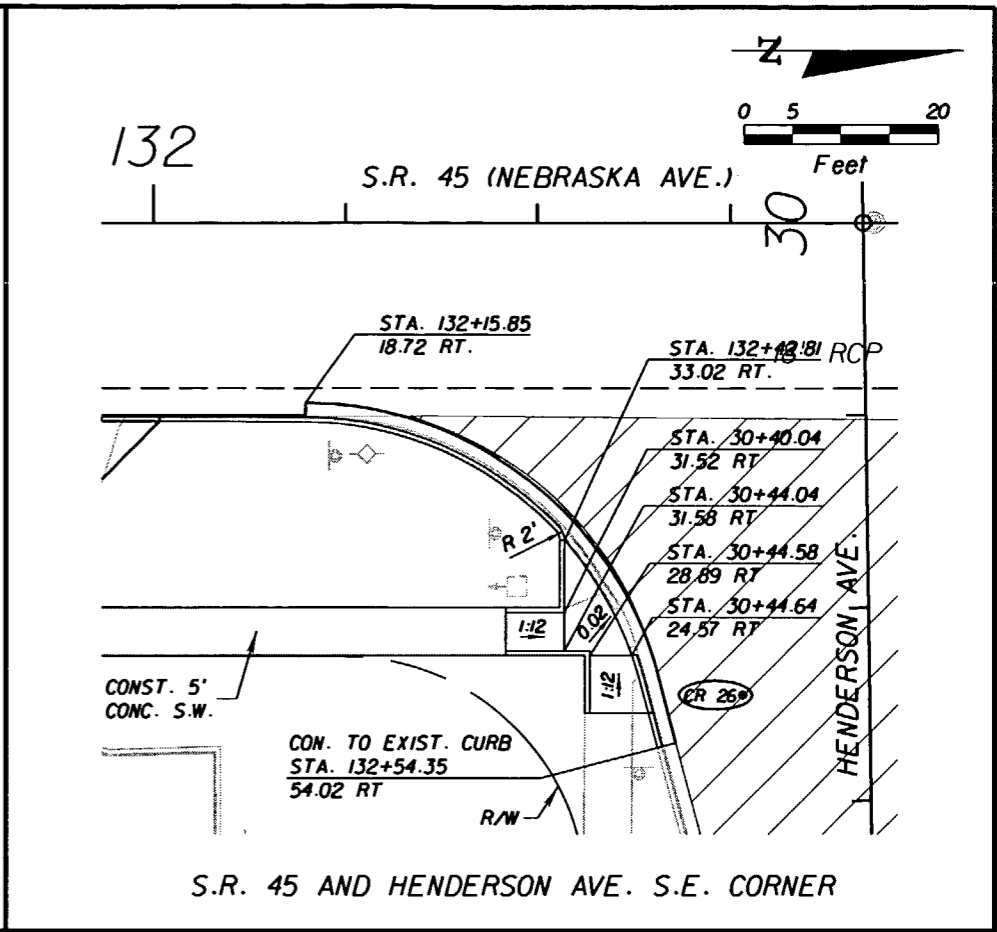 Z
0 5 20
Feet
132
S.R. 45 (NEBRASKA AVE.)
30
STA. 132+15.85
18.72 RT.
STA. 132+42.81
33.02 RT.
18" RCP
STA. 30+40.04
31.52 RT
STA. 30+44.04
31.58 RT
STA. 30+44.58
28.89 RT
STA. 30+44.64
24.57 RT
R 2'
1:12
0.02
1:12
CR 26
HENDERSON AVE.
CONST. 5'
CONC. S.W.
CON. TO EXIST. CURB
STA. 132+54.35
54.02 RT
R/W
S.R. 45 AND HENDERSON AVE. S.E. CORNER